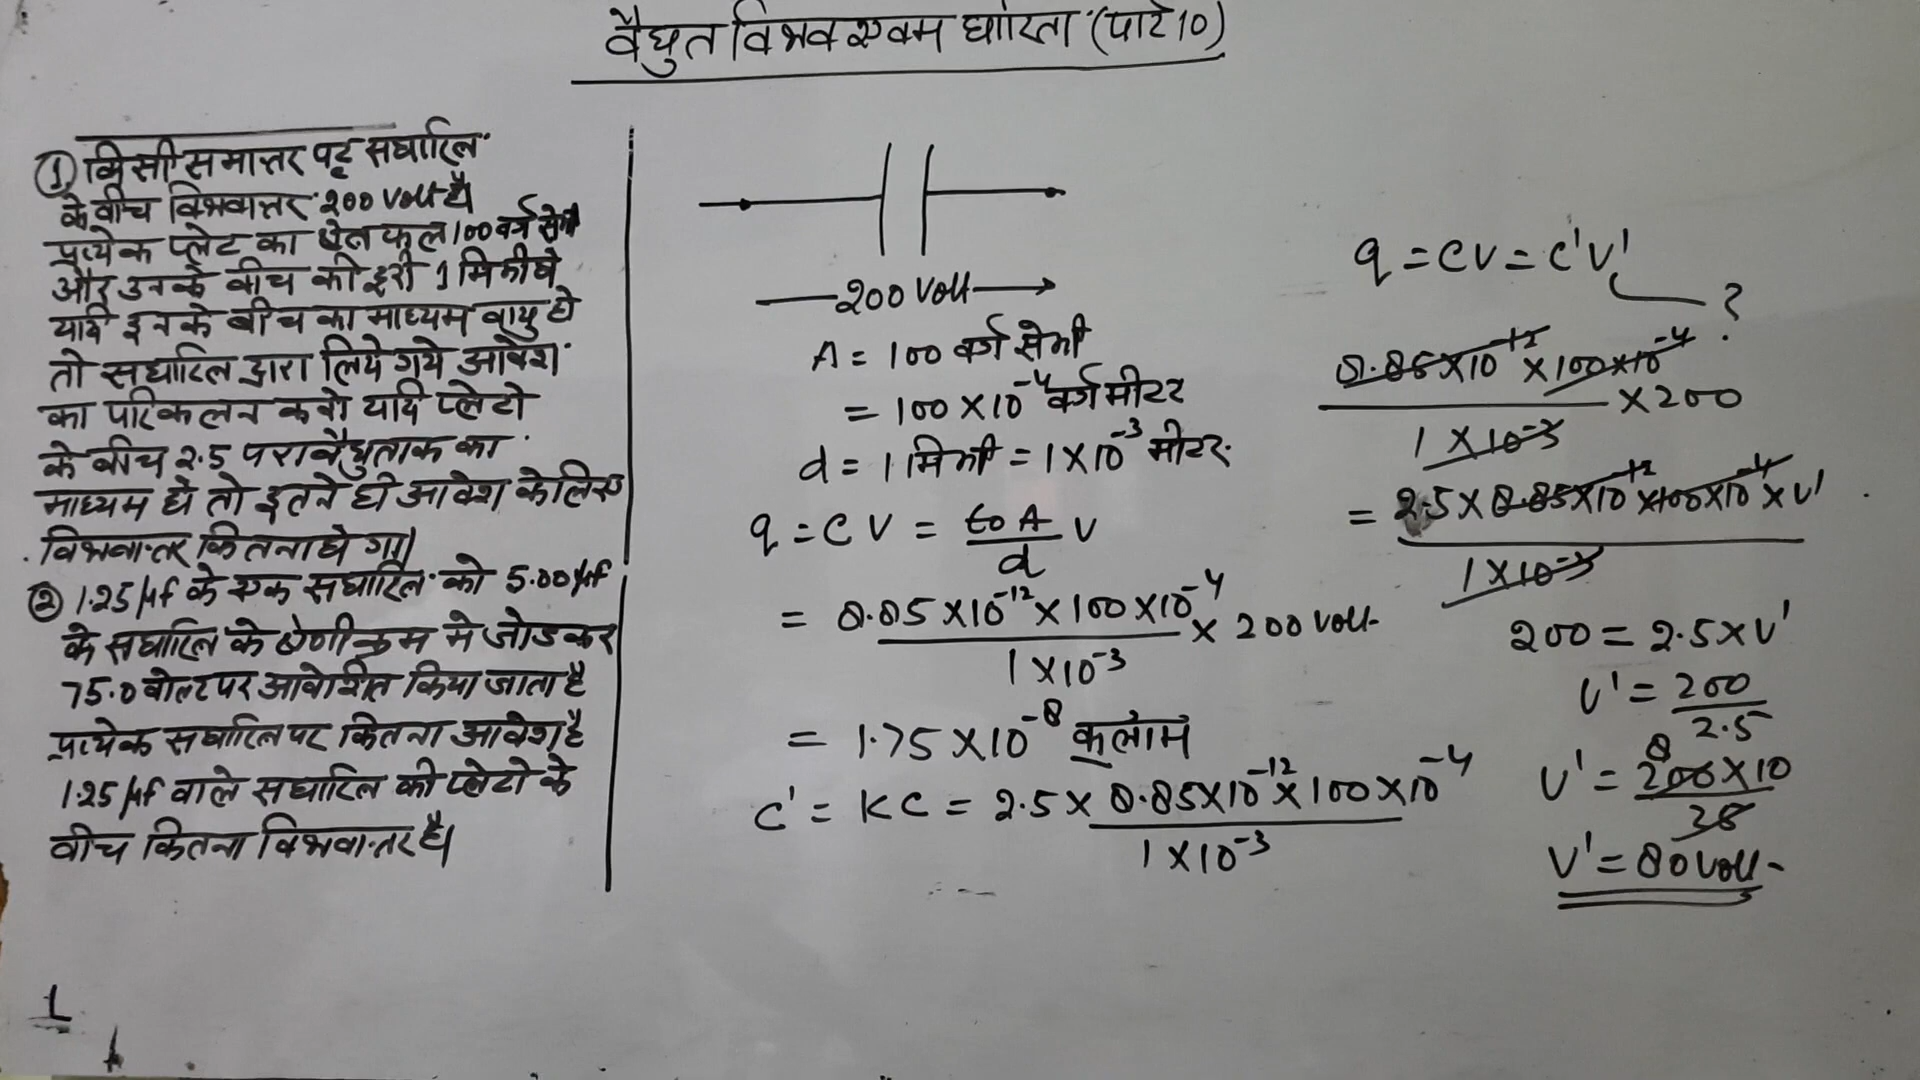 वैधुत विभव एवम धारिता (पार्ट 10)
① किसी समान्तर पट्ट संधारित्र
के बीच विभवान्तर 200 Volt है
प्रत्येक प्लेट का क्षेत्रफल 100 वर्ग सेमी
और उनके बीच की दूरी 1 मिमी है
यदि इनके बीच का माध्यम वायु हो
तो संधारित्र द्वारा लिये गये आवेश
का परिकलन करो यदि प्लेटो
के बीच 2.5 परावैधुतांक का
माध्यम हो तो इतने ही आवेश के लिए
विभवान्तर कितना होगा।
② 1.25 μf के एक संधारित्र को 5.00 μf
के संधारित्र के श्रेणीक्रम मे जोडकर
75.0 वोल्ट पर आवेशित किया जाता है
प्रत्येक संधारित्र पर कितना आवेश है
1.25 μf वाले संधारित्र की प्लेटो के
बीच कितना विभवान्तर है।
200 Volt
A = 100 वर्ग सेमी
= 100 × 10⁻⁴ वर्ग मीटर
d = 1 मिमी = 1 × 10⁻³ मीटर
q = C V = ε₀ A / d V
= 8.85 × 10⁻¹² × 100 × 10⁻⁴ / 1 × 10⁻³ × 200 Volt
= 1.75 × 10⁻⁸ कूलॉम
C' = KC = 2.5 × 8.85 × 10⁻¹² × 100 × 10⁻⁴ / 1 × 10⁻³
q = CV = C'V'
?
8.85 × 10⁻¹² × 100 × 10⁻⁴ / 1 × 10⁻³ × 200
= 2.5 × 8.85 × 10⁻¹² × 100 × 10⁻⁴ × V' / 1 × 10⁻³
200 = 2.5 × V'
V' = 200 / 2.5
V' = 200 × 10 / 25
8
V' = 80 Volt
1